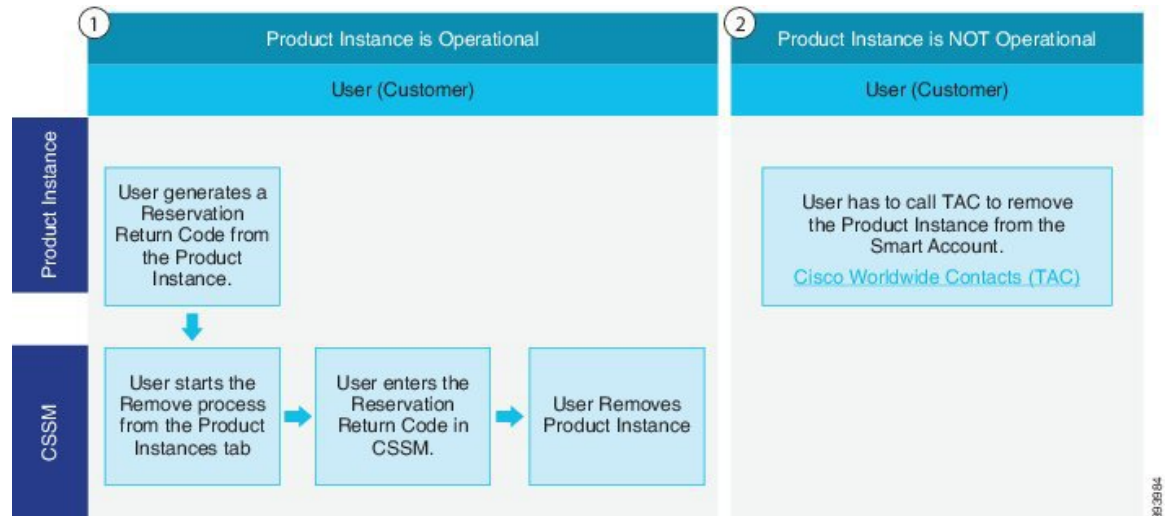 1
Product Instance is Operational
User (Customer)
2
Product Instance is NOT Operational
User (Customer)
Product Instance
User generates a
Reservation
Return Code from
the Product
Instance.
User has to call TAC to remove
the Product Instance from the
Smart Account.
Cisco Worldwide Contacts (TAC)
CSSM
User starts the
Remove process
from the Product
Instances tab
User enters the
Reservation
Return Code in
CSSM.
User Removes
Product Instance
393984